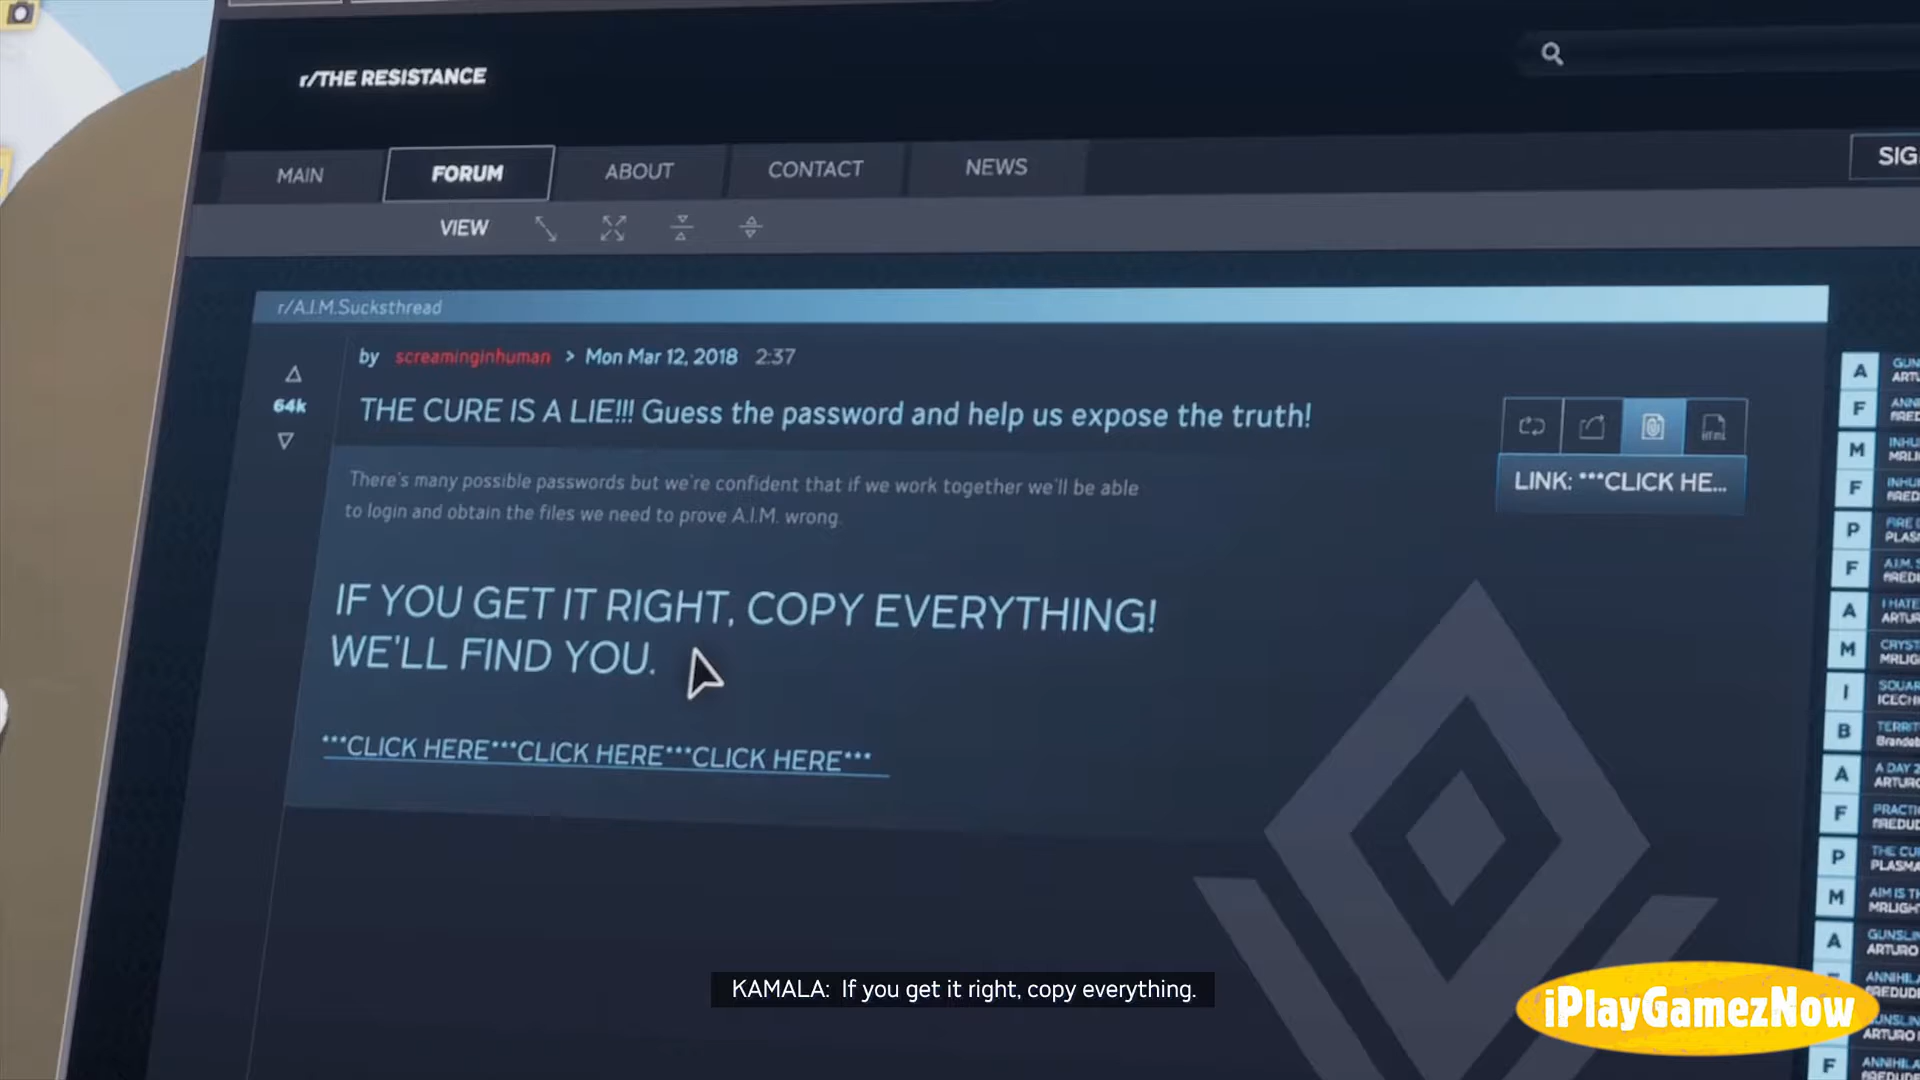 r/THE RESISTANCE
MAIN
FORUM
ABOUT
CONTACT
NEWS
VIEW
r/A.I.M.Sucksthread
by screaminginhuman > Mon Mar 12, 2018 2:37
64k
THE CURE IS A LIE!!! Guess the password and help us expose the truth!
There's many possible passwords but we're confident that if we work together we'll be able
to login and obtain the files we need to prove A.I.M. wrong.
HTML
LINK: ***CLICK HE...
IF YOU GET IT RIGHT, COPY EVERYTHING!
WE'LL FIND YOU.
***CLICK HERE***CLICK HERE***CLICK HERE***
A
F
M
F
P
F
A
M
I
B
A
F
P
M
A
F
KAMALA: If you get it right, copy everything.
iPlayGamezNow